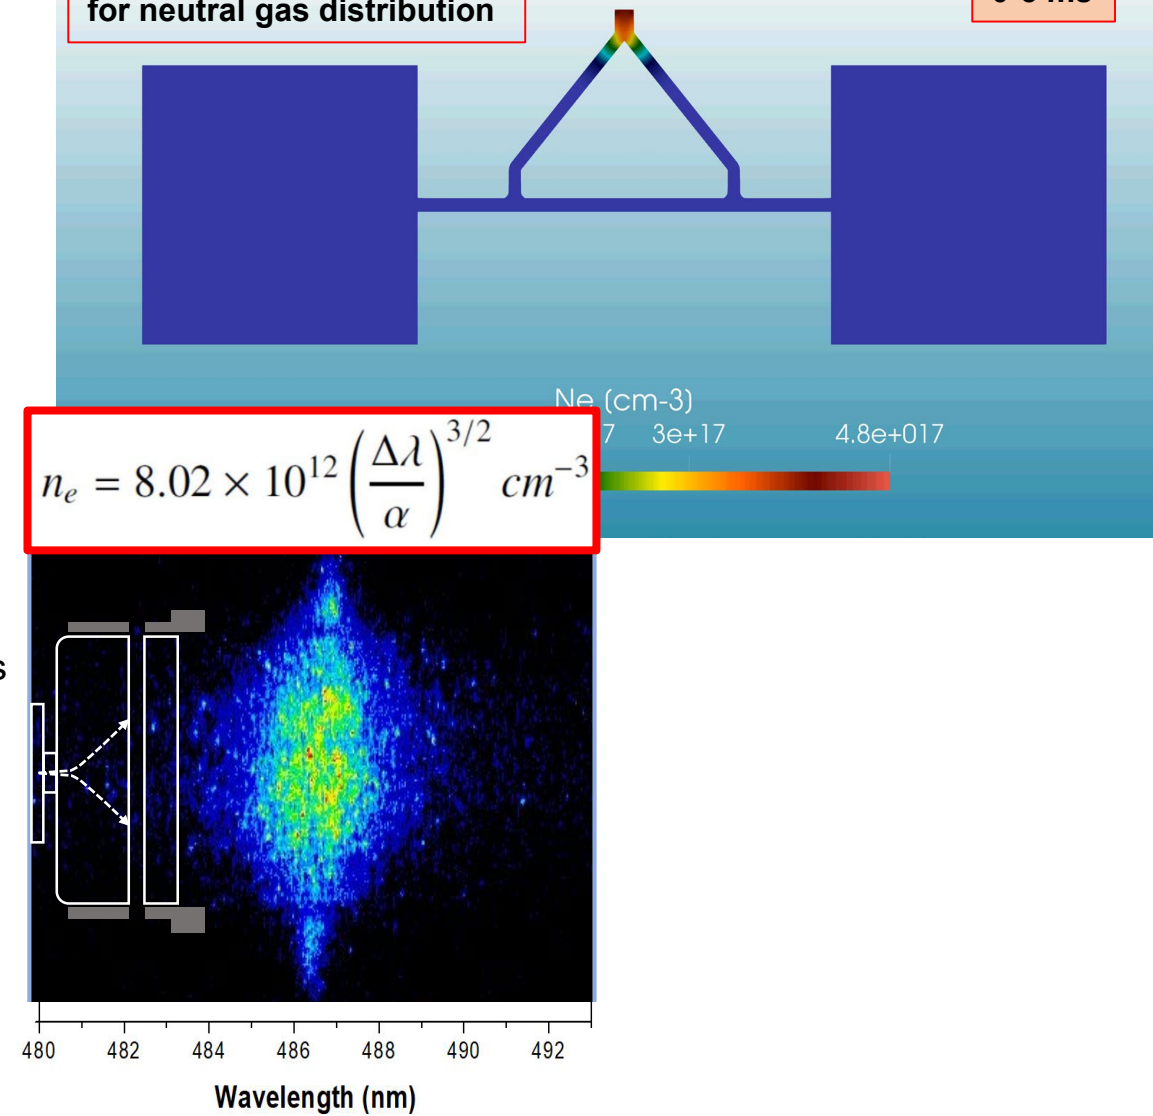 for neutral gas distribution
Ne (cm-3)
7 3e+17 4.8e+017
n_e = 8.02 × 10^{12} (Δλ/α)^{3/2} cm^{-3}
s
480 482 484 486 488 490 492
Wavelength (nm)